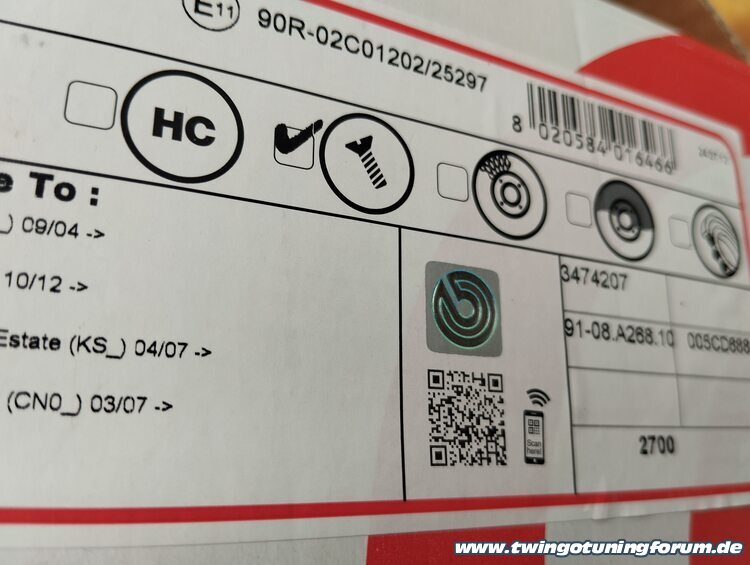 E11 90R-02C01202/25297
8 020584 016466
HC
e To :
_) 09/04 ->
10/12 ->
Estate (KS_) 04/07 ->
(CN0_) 03/07 ->
3474207
91-08.A268.10 005CD888
Scan here!
2700
www.twingotuningforum.de